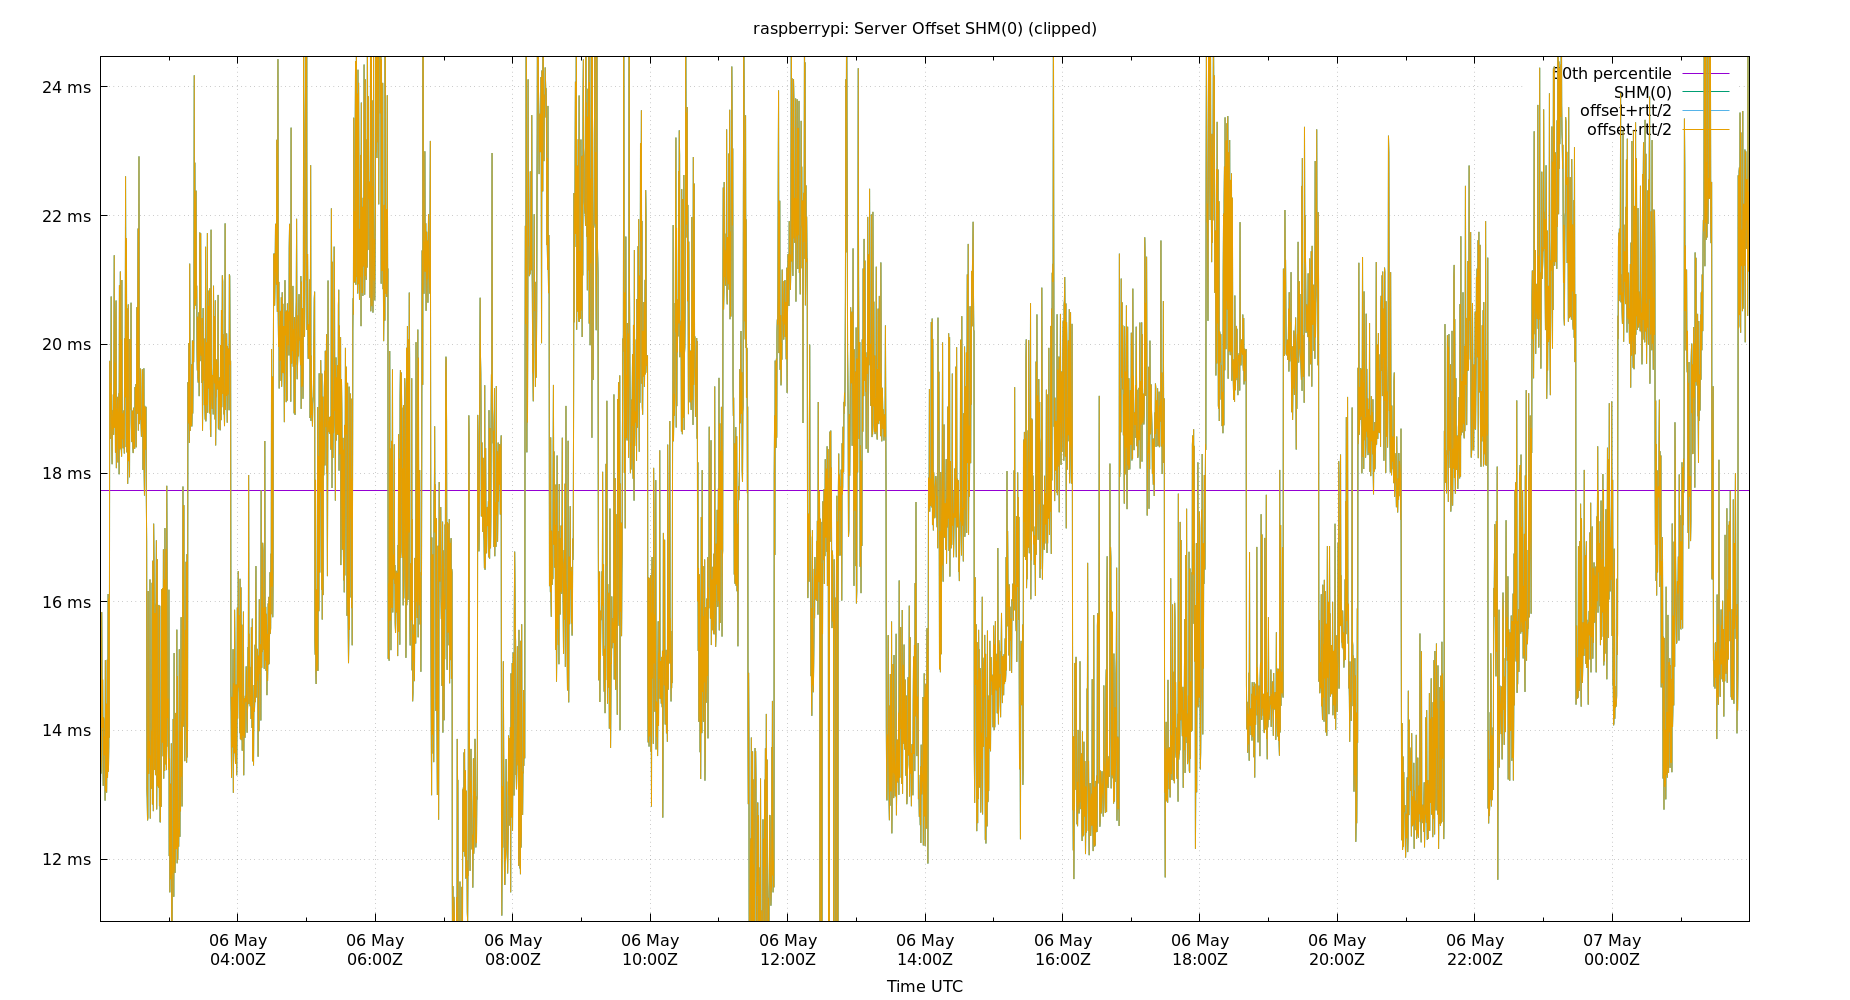 raspberrypi: Server Offset SHM(0) (clipped)
24 ms
22 ms
20 ms
18 ms
16 ms
14 ms
12 ms
50th percentile
SHM(0)
offset+rtt/2
offset-rtt/2
06 May
04:00Z
06 May
06:00Z
06 May
08:00Z
06 May
10:00Z
06 May
12:00Z
06 May
14:00Z
06 May
16:00Z
06 May
18:00Z
06 May
20:00Z
06 May
22:00Z
07 May
00:00Z
Time UTC